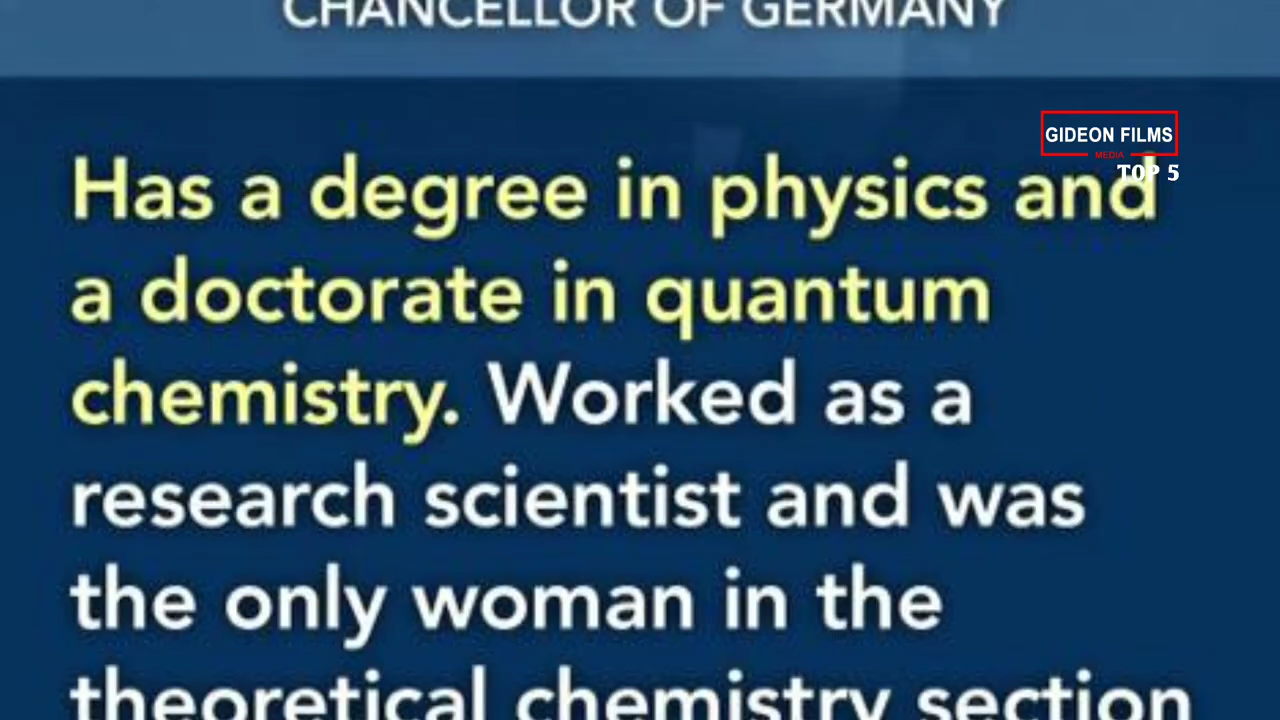 CHANCELLOR OF GERMANY
GIDEON FILMS
MEDIA
TOP 5
Has a degree in physics and
a doctorate in quantum
chemistry. Worked as a
research scientist and was
the only woman in the
theoretical chemistry section